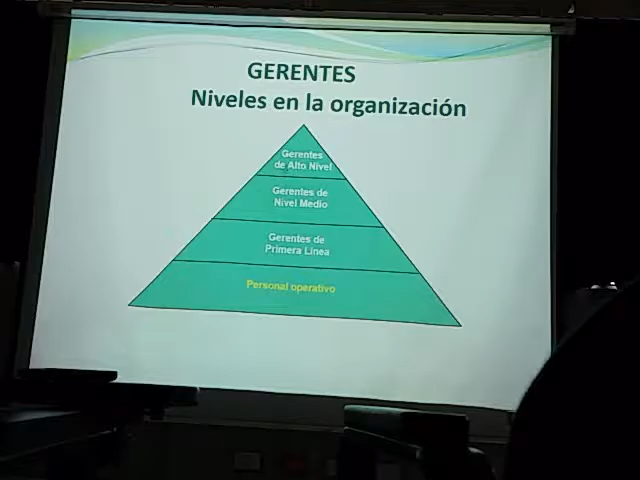 GERENTES
Niveles en la organización
Gerentes
de Alto Nivel
Gerentes de
Nivel Medio
Gerentes de
Primera Línea
Personal operativo